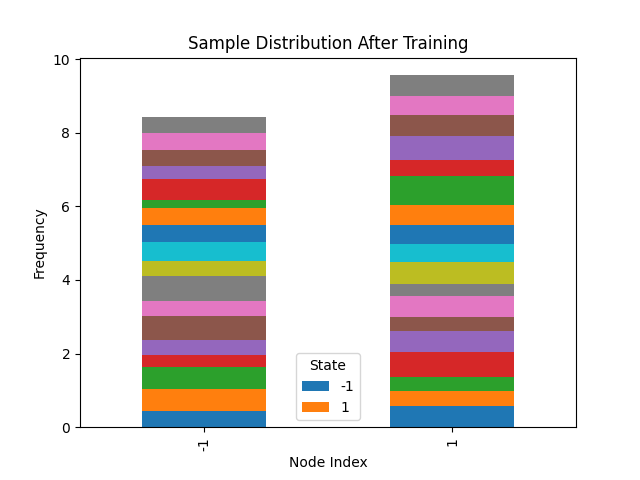 Sample Distribution After Training
Frequency
10
8
6
4
2
0
State
-1
1
-1
1
Node Index